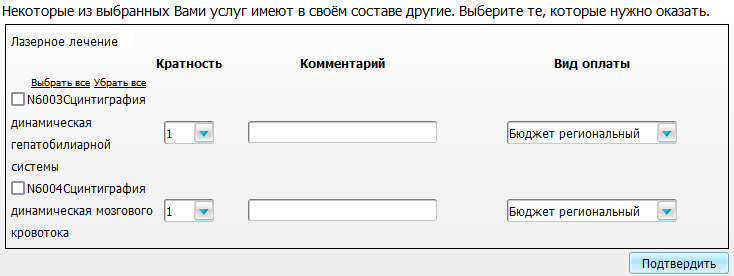 Некоторые из выбранных Вами услуг имеют в своём составе другие. Выберите те, которые нужно оказать.
Лазерное лечение
Кратность Комментарий Вид оплаты
Выбрать все Убрать все
N6003Сцинтиграфия
динамическая
гепатобилиарной
системы
1
Бюджет региональный
N6004Сцинтиграфия
динамическая мозгового
кровотока
1
Бюджет региональный
Подтвердить